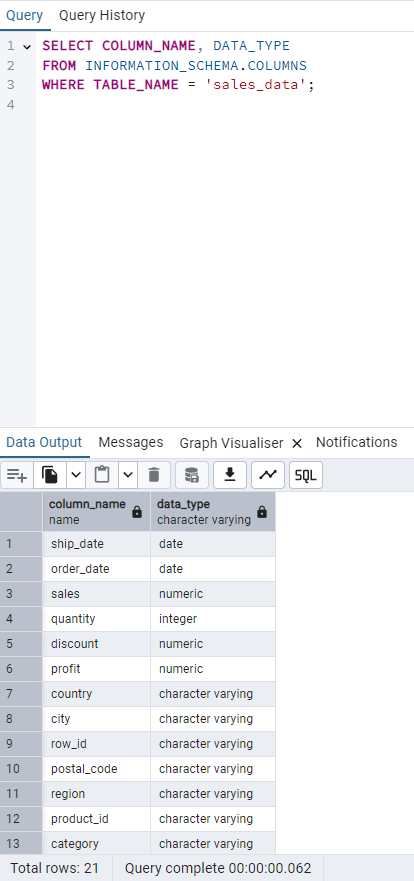 Query Query History
1 SELECT COLUMN_NAME, DATA_TYPE
2 FROM INFORMATION_SCHEMA.COLUMNS
3 WHERE TABLE_NAME = 'sales_data';
4
Data Output Messages Graph Visualiser × Notifications
SQL
column_name data_type
name character varying
1 ship_date date
2 order_date date
3 sales numeric
4 quantity integer
5 discount numeric
6 profit numeric
7 country character varying
8 city character varying
9 row_id character varying
10 postal_code character varying
11 region character varying
12 product_id character varying
13 category character varying
Total rows: 21 Query complete 00:00:00.062